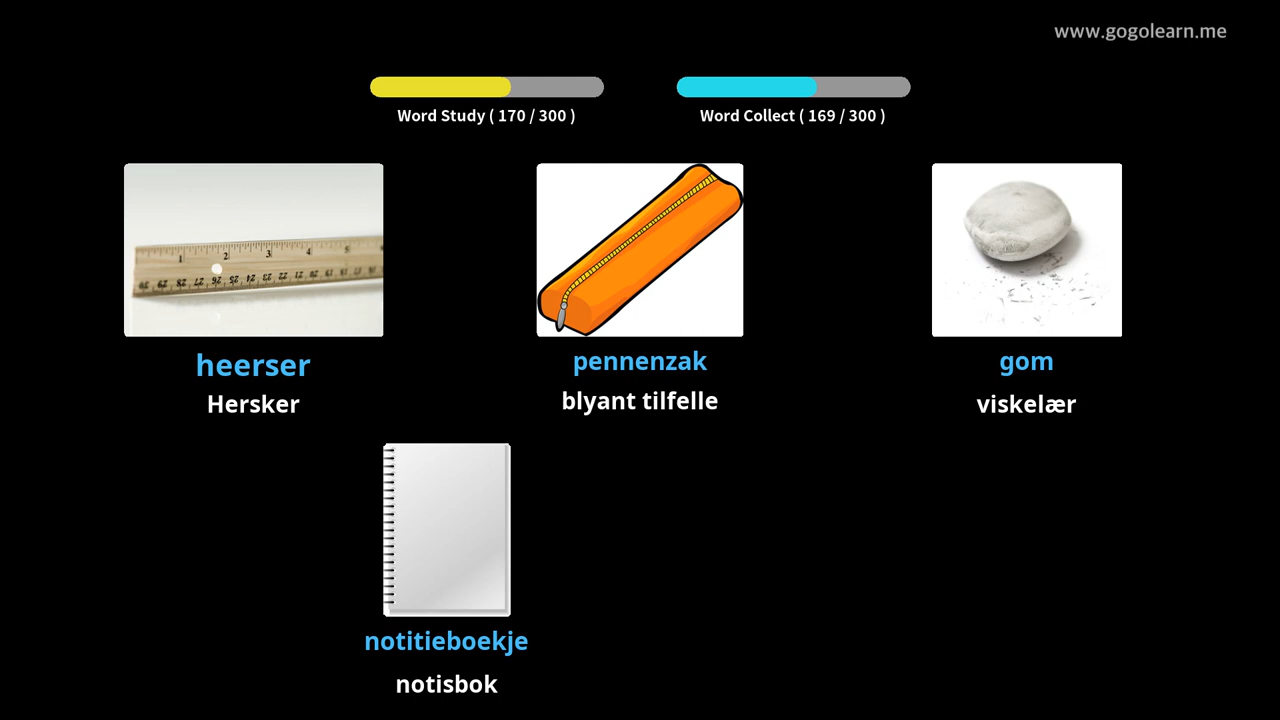 www.gogolearn.me
Word Study ( 170 / 300 )
Word Collect ( 169 / 300 )
heerser
Hersker
pennenzak
blyant tilfelle
gom
viskelær
notitieboekje
notisbok